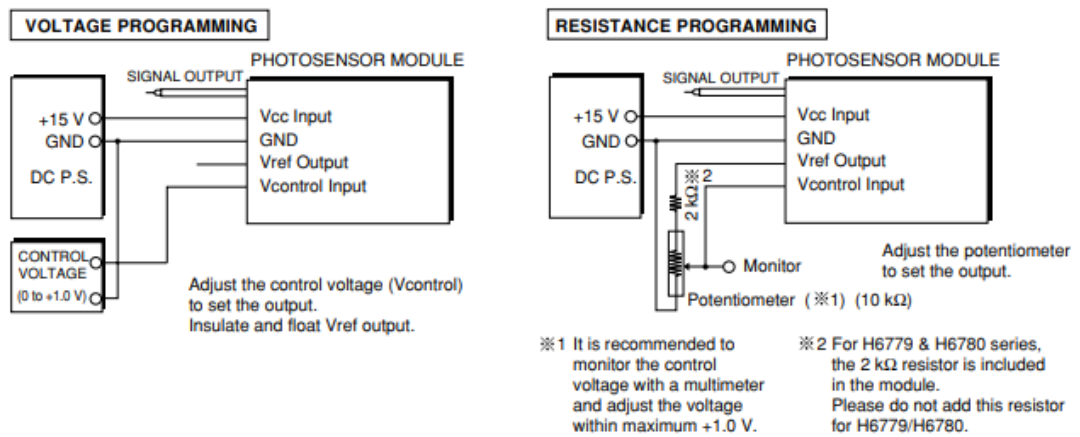 VOLTAGE PROGRAMMING
PHOTOSENSOR MODULE
SIGNAL OUTPUT
+15 V
GND
DC P.S.
Vcc Input
GND
Vref Output
Vcontrol Input
CONTROL
VOLTAGE
(0 to +1.0 V)
Adjust the control voltage (Vcontrol)
to set the output.
Insulate and float Vref output.
RESISTANCE PROGRAMMING
PHOTOSENSOR MODULE
SIGNAL OUTPUT
+15 V
GND
DC P.S.
Vcc Input
GND
Vref Output
Vcontrol Input
2 kΩ※2
Monitor
Potentiometer (※1) (10 kΩ)
Adjust the potentiometer
to set the output.
※1 It is recommended to
monitor the control
voltage with a multimeter
and adjust the voltage
within maximum +1.0 V.
※2 For H6779 & H6780 series,
the 2 kΩ resistor is included
in the module.
Please do not add this resistor
for H6779/H6780.